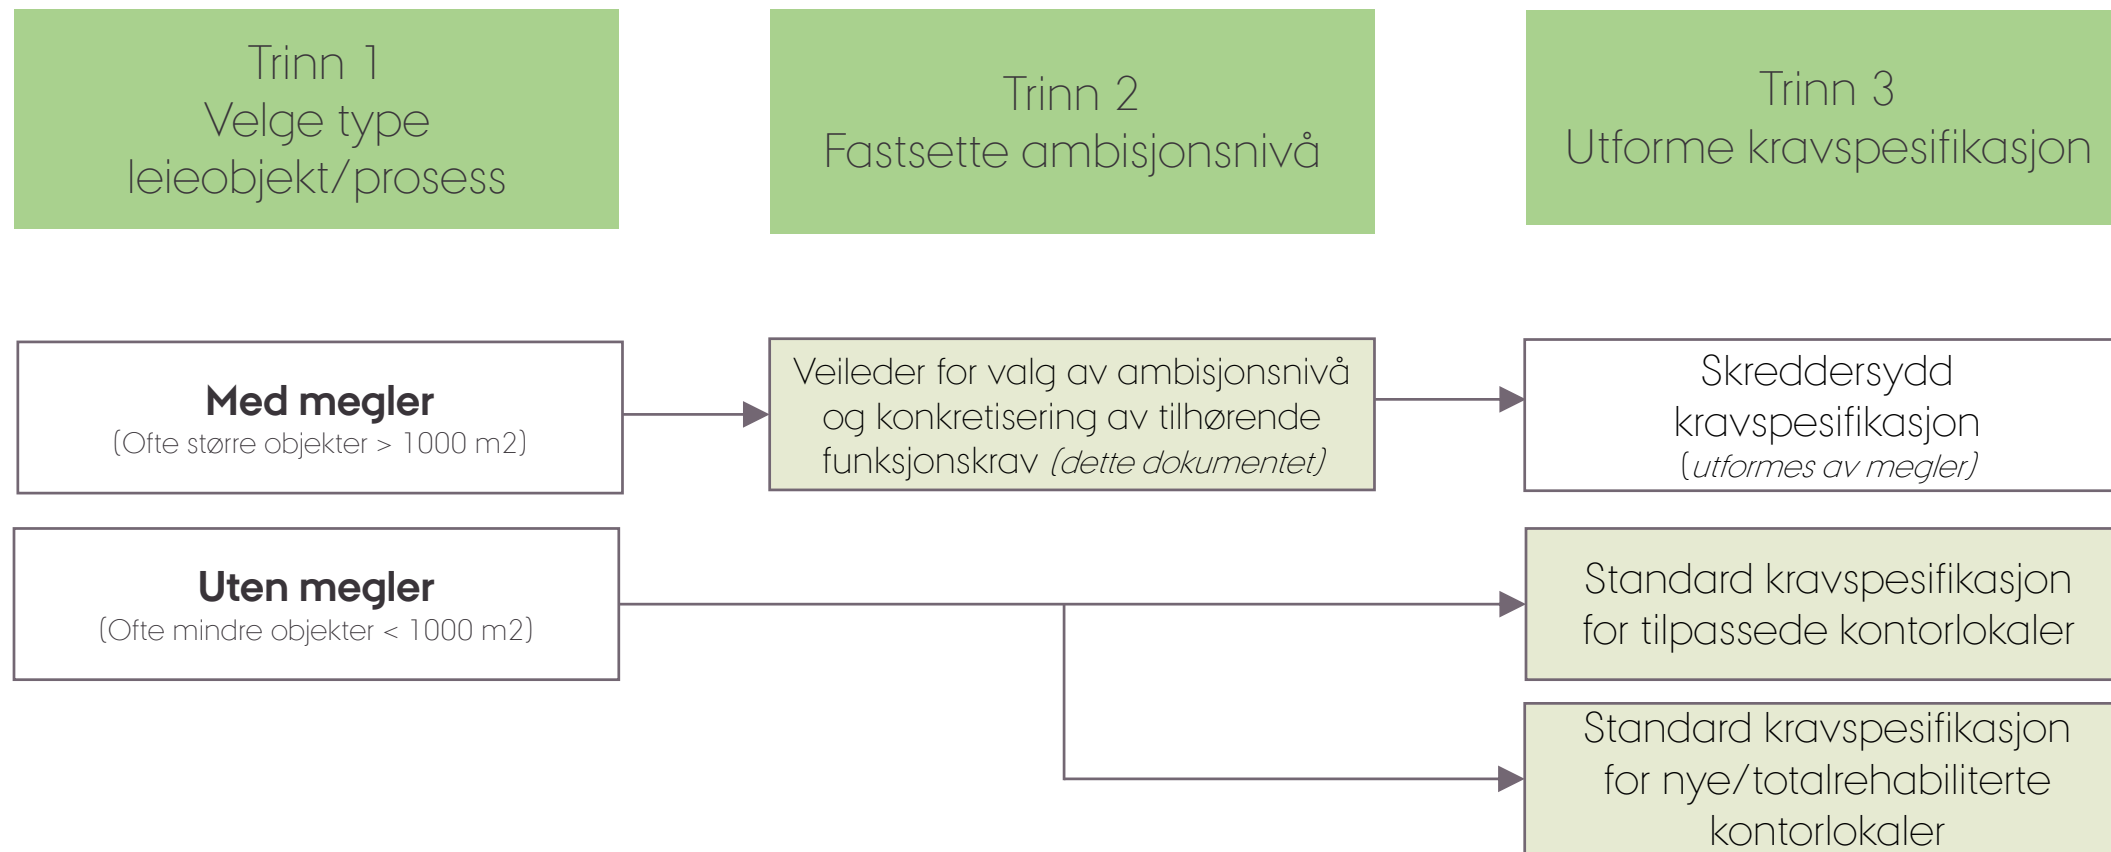 Trinn 1
Velge type
leieobjekt/prosess
Trinn 2
Fastsette ambisjonsnivå
Trinn 3
Utforme kravspesifikasjon
Med megler
(Ofte større objekter > 1000 m2)
Veileder for valg av ambisjonsnivå
og konkretisering av tilhørende
funksjonskrav (dette dokumentet)
Skreddersydd
kravspesifikasjon
(utformes av megler)
Uten megler
(Ofte mindre objekter < 1000 m2)
Standard kravspesifikasjon
for tilpassede kontorlokaler
Standard kravspesifikasjon
for nye/totalrehabiliterte
kontorlokaler